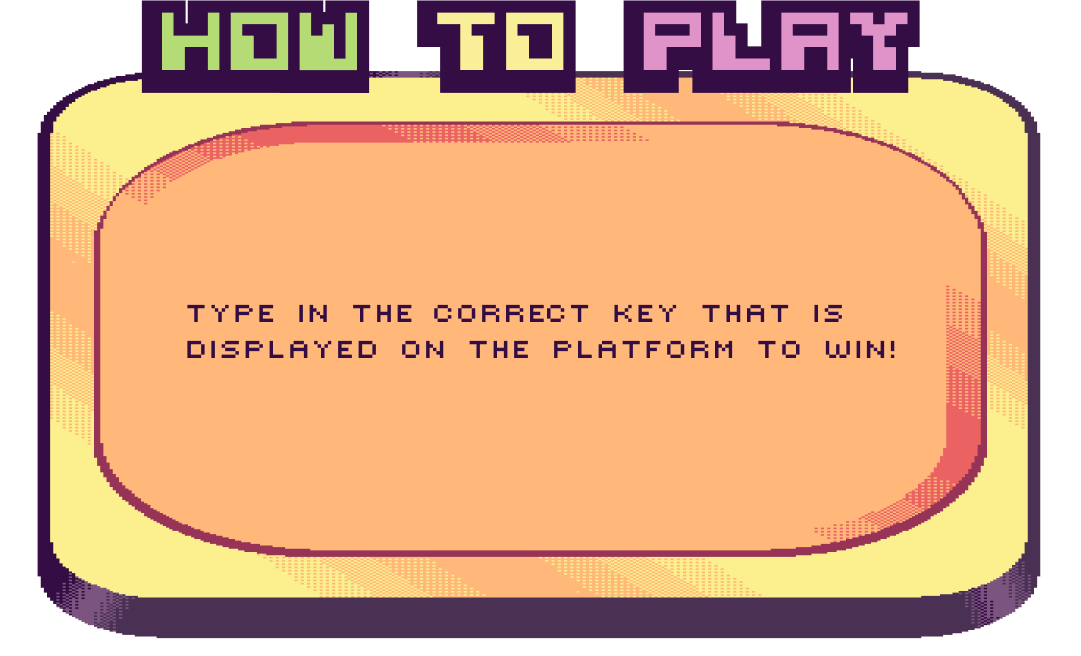 HOW TO PLAY
TYPE IN THE CORRECT KEY THAT IS
DISPLAYED ON THE PLATFORM TO WIN!